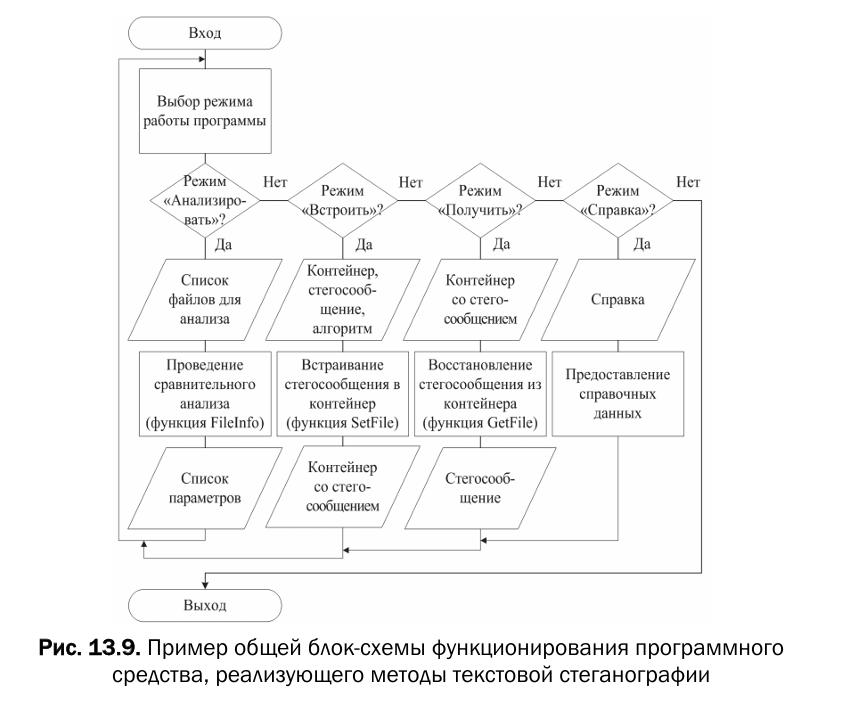 Вход
Выбор режима
работы программы
Режим
«Анализиро-
вать»?
Нет
Режим
«Встроить»?
Нет
Режим
«Получить»?
Нет
Режим
«Справка»?
Нет
Да
Да
Да
Да
Список
файлов для
анализа
Контейнер,
стегосооб-
щение,
алгоритм
Контейнер
со стего-
сообщением
Справка
Проведение
сравнительного
анализа
(функция FileInfo)
Встраивание
стегосообщения в
контейнер
(функция SetFile)
Восстановление
стегосообщения из
контейнера
(функция GetFile)
Предоставление
справочных
данных
Список
параметров
Контейнер
со стего-
сообщением
Стегосооб-
щение
Выход
Рис. 13.9. Пример общей блок-схемы функционирования программного
средства, реализующего методы текстовой стеганографии